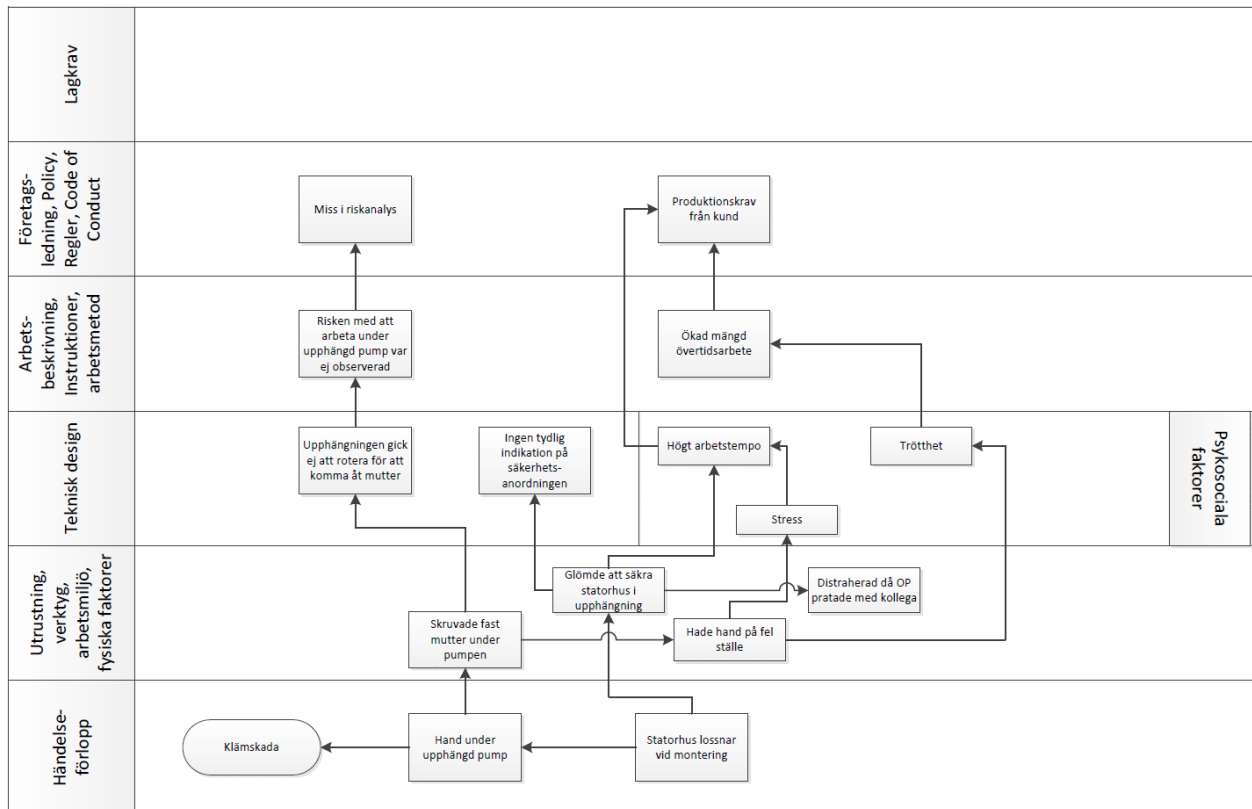 Lagkrav
Företags-
ledning, Policy,
Regler, Code of
Conduct
Miss i riskanalys
Produktionskrav
från kund
Arbets-
beskrivning,
Instruktioner,
arbetsmetod
Risken med att
arbeta under
upphängd pump var
ej observerad
Ökad mängd
övertidsarbete
Teknisk design
Upphängningen gick
ej att rotera för att
komma åt mutter
Ingen tydlig
indikation på
säkerhets-
anordningen
Högt arbetstempo
Trötthet
Stress
Psykosociala
faktorer
Utrustning,
verktyg,
arbetsmiljö,
fysiska faktorer
Glömde att säkra
statorhus i
upphängning
Distraherad då OP
pratade med kollega
Skruvade fast
mutter under
pumpen
Hade hand på fel
ställe
Händelse-
förlopp
Klämskada
Hand under
upphängd pump
Statorhus lossnar
vid montering